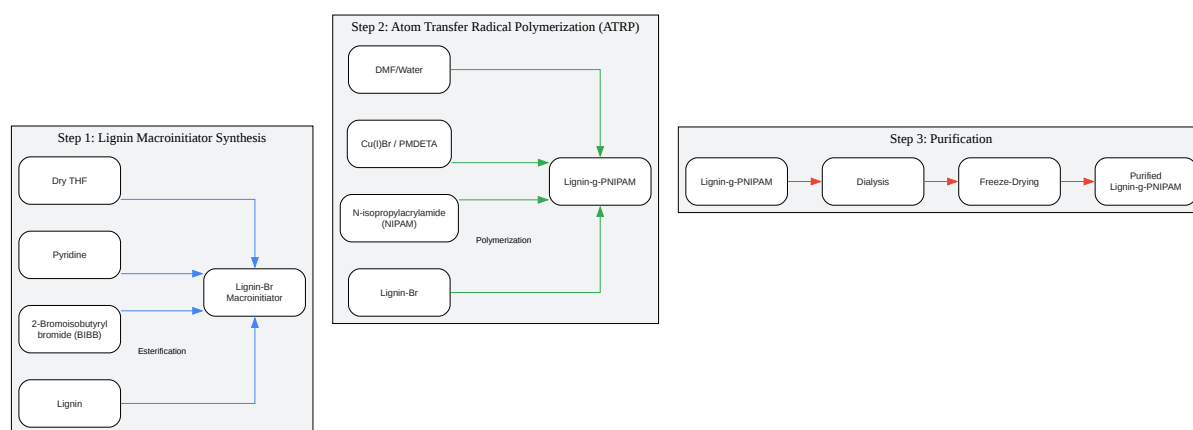 Step 1: Lignin Macroinitiator Synthesis
Dry THF
Pyridine
2-Bromoisobutyryl
bromide (BIBB)
Lignin
Esterification
Lignin-Br
Macroinitiator
Step 2: Atom Transfer Radical Polymerization (ATRP)
DMF/Water
Cu(I)Br / PMDETA
N-isopropylacrylamide
(NIPAM)
Lignin-Br
Polymerization
Lignin-g-PNIPAM
Step 3: Purification
Lignin-g-PNIPAM
Dialysis
Freeze-Drying
Purified
Lignin-g-PNIPAM